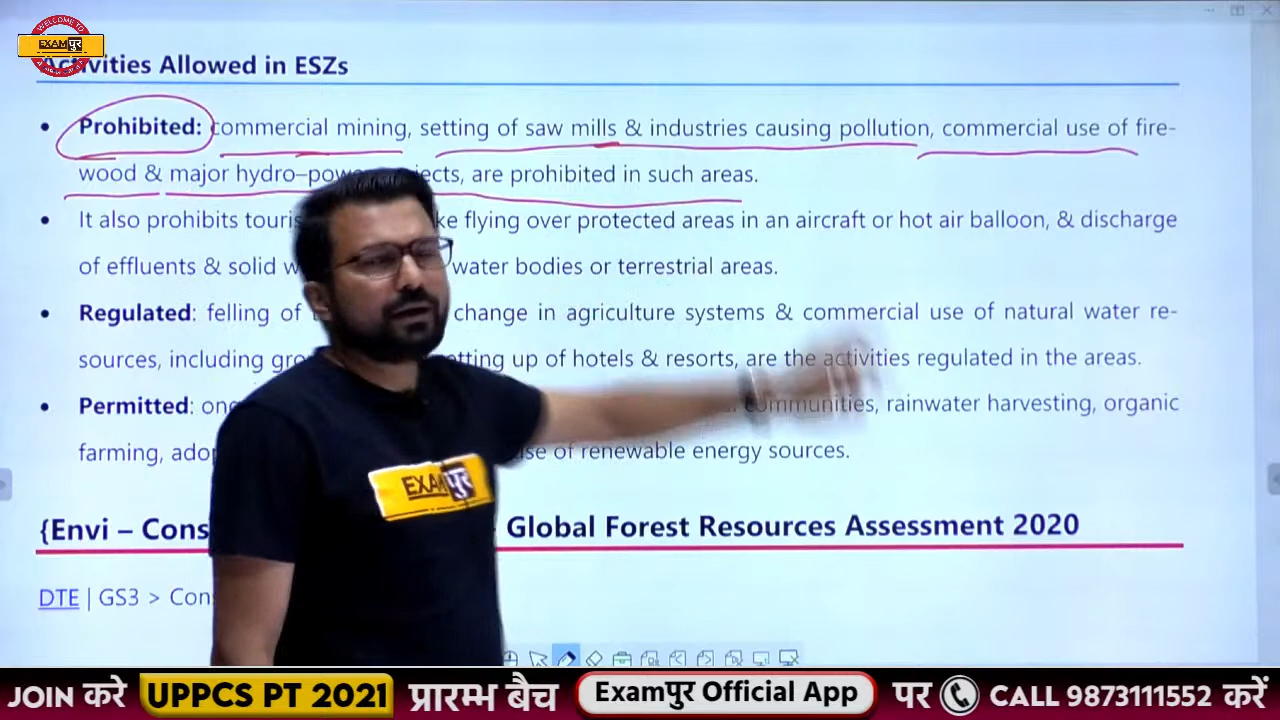 WELCOME TO
EXAMपुर
Activities Allowed in ESZs
• Prohibited: commercial mining, setting of saw mills & industries causing pollution, commercial use of fire-
wood & major hydro–pow ects, are prohibited in such areas.
• It also prohibits touris ke flying over protected areas in an aircraft or hot air balloon, & discharge
of effluents & solid w water bodies or terrestrial areas.
• Regulated: felling of change in agriculture systems & commercial use of natural water re-
sources, including gro etting up of hotels & resorts, are the activities regulated in the areas.
• Permitted: ong communities, rainwater harvesting, organic
farming, adop se of renewable energy sources.
{Envi – Cons Global Forest Resources Assessment 2020
DTE | GS3 > Cons
EXAMपुर
JOIN करे UPPCS PT 2021 प्रारम्भ बैच Examपुर Official App पर CALL 9873111552 करें